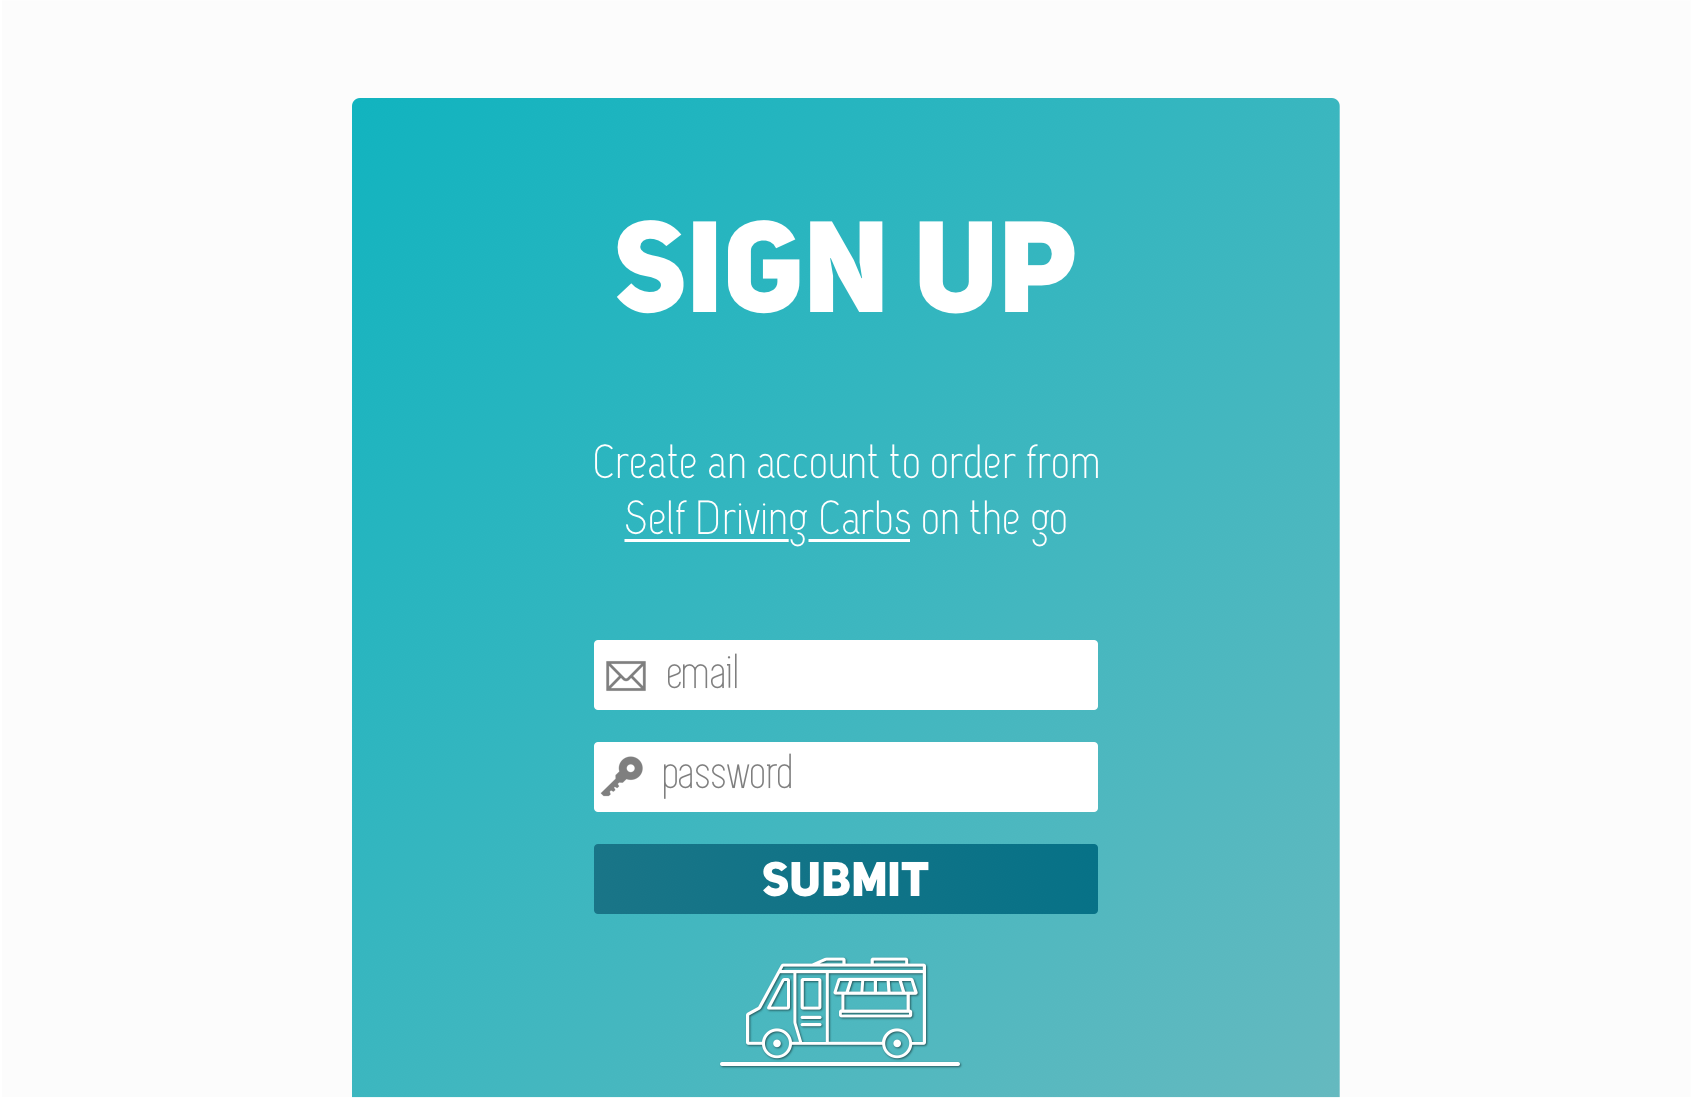 SIGN UP
Create an account to order from
Self Driving Carbs on the go
email
password
SUBMIT